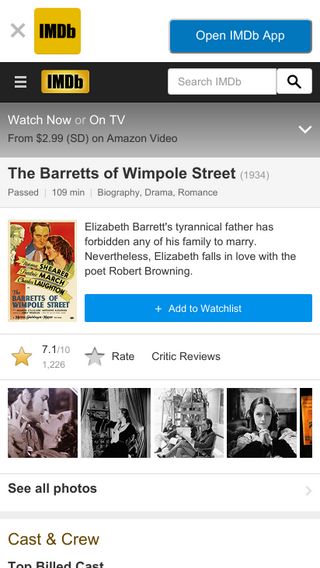 IMDb
Open IMDb App
IMDb
Search IMDb
Watch Now or On TV
From $2.99 (SD) on Amazon Video
The Barretts of Wimpole Street (1934)
Passed | 109 min | Biography, Drama, Romance
Elizabeth Barrett's tyrannical father has
forbidden any of his family to marry.
Nevertheless, Elizabeth falls in love with the
poet Robert Browning.
SHEARER
MARCH
LAUGHTON
THE
BARRETTS OF
WIMPOLE STREET
+ Add to Watchlist
7.1/10
1,226
Rate
Critic Reviews
See all photos
Cast & Crew
Top Billed Cast